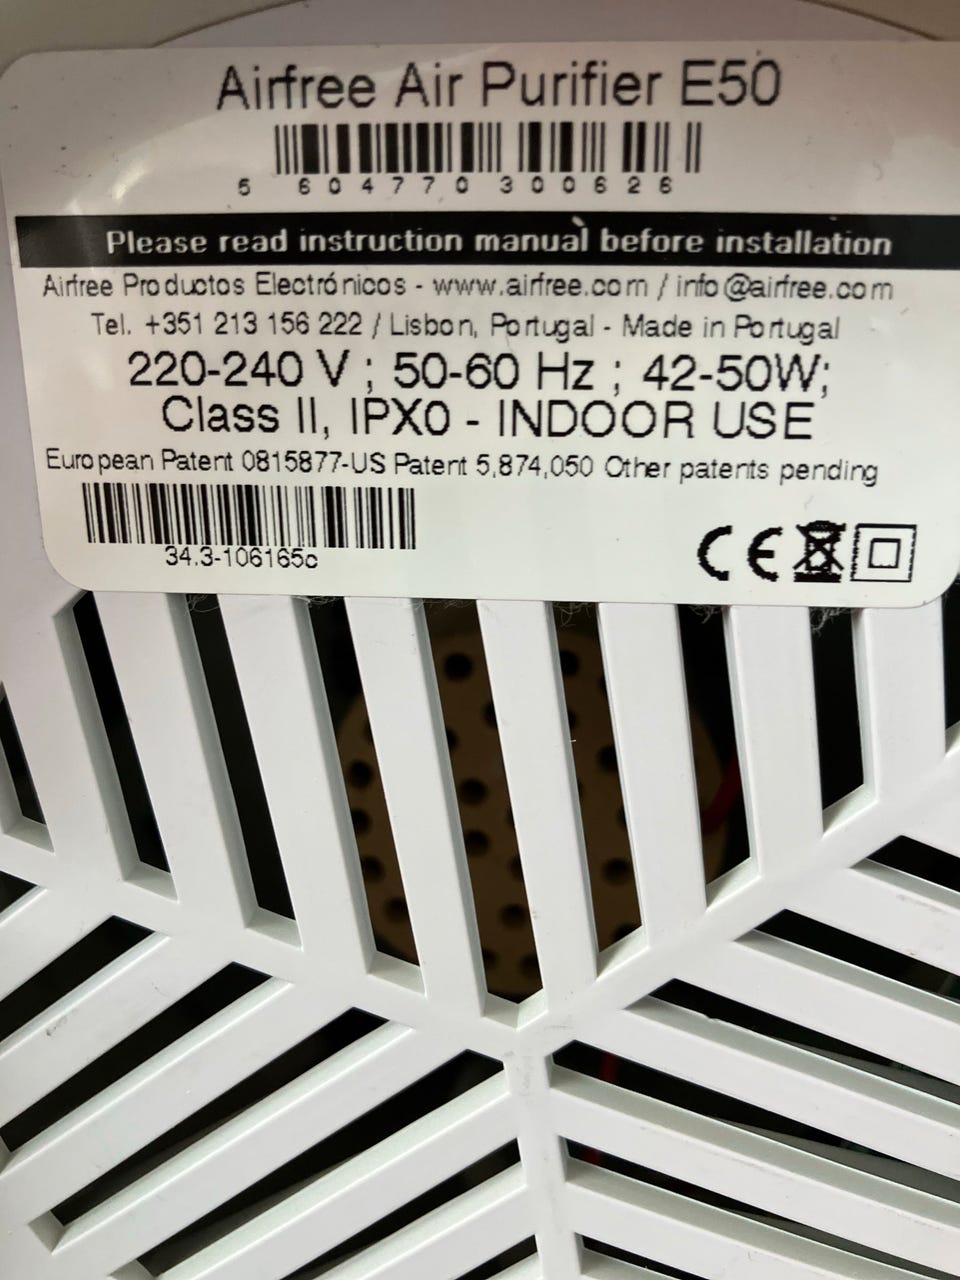 Airfree Air Purifier E50
5 604770 300626
Please read instruction manual before installation
Airfree Productos Electrónicos - www.airfree.com / info@airfree.com
Tel. +351 213 156 222 / Lisbon, Portugal - Made in Portugal
220-240 V ; 50-60 Hz ; 42-50W;
Class II, IPX0 - INDOOR USE
European Patent 0815877-US Patent 5,874,050 Other patents pending
34.3-106165c
CE